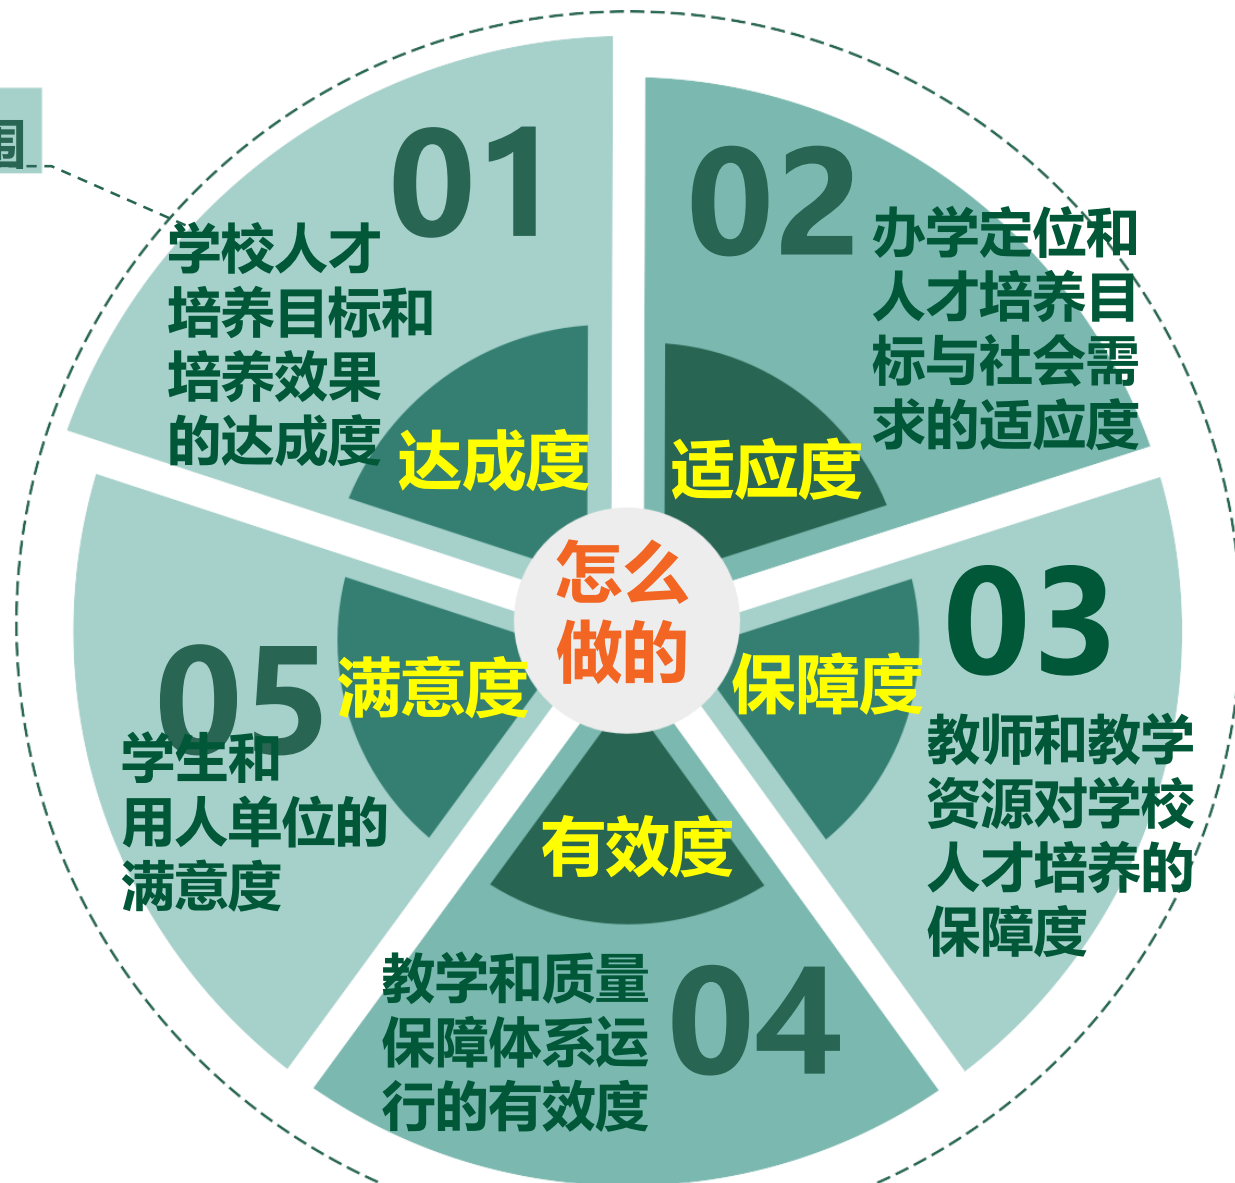 01
学校人才
培养目标和
培养效果
的达成度
达成度
02
办学定位和
人才培养目
标与社会需
求的适应度
适应度
怎么
做的
03
保障度
教师和教学
资源对学校
人才培养的
保障度
04
有效度
教学和质量
保障体系运
行的有效度
05
满意度
学生和
用人单位的
满意度